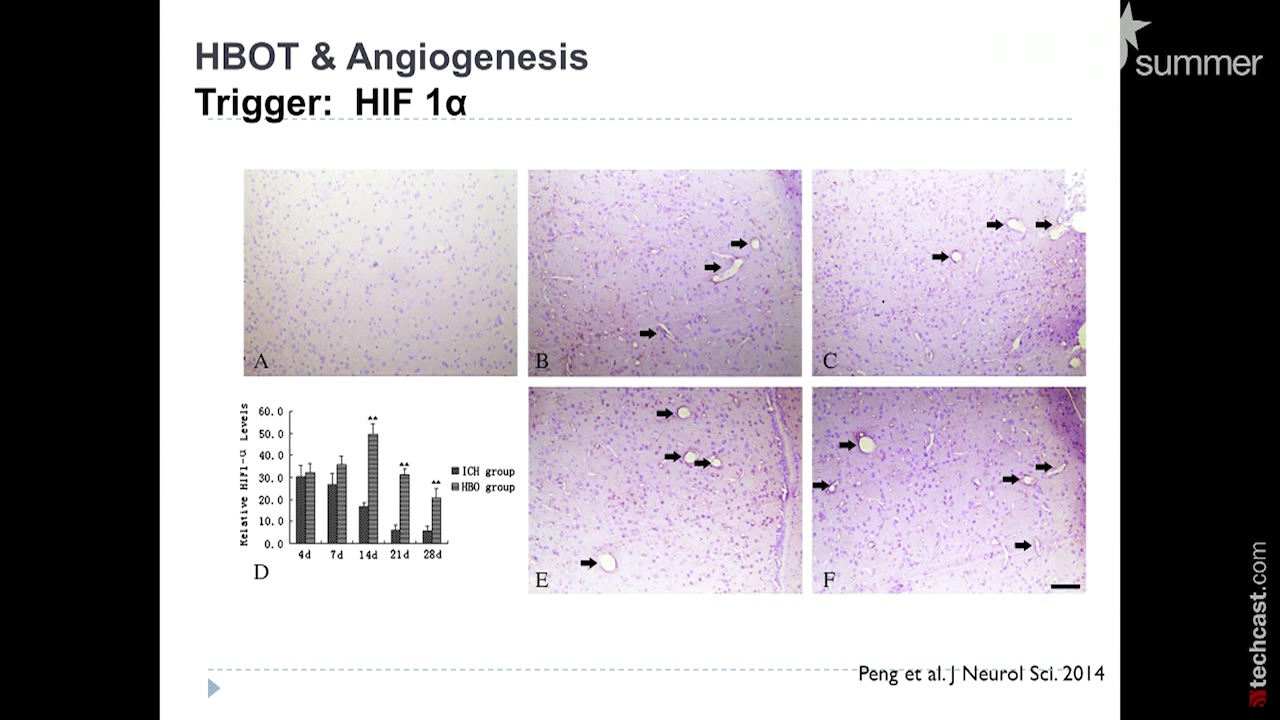 HBOT & Angiogenesis
Trigger: HIF 1α
summer
A
B
C
Relative HIF1-α Levels
60.0
50.0
40.0
30.0
20.0
10.0
0.0
4d 7d 14d 21d 28d
ICH group
HBO group
D
E
F
Peng et al. J Neurol Sci. 2014
techcast.com